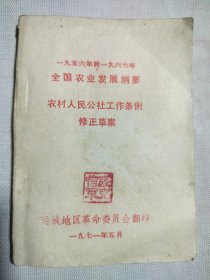 一九五六年到一九六七年
全国农业发展纲要
农村人民公社工作条例
修正草案
运城地区革命委员会翻印
一九七一年五月